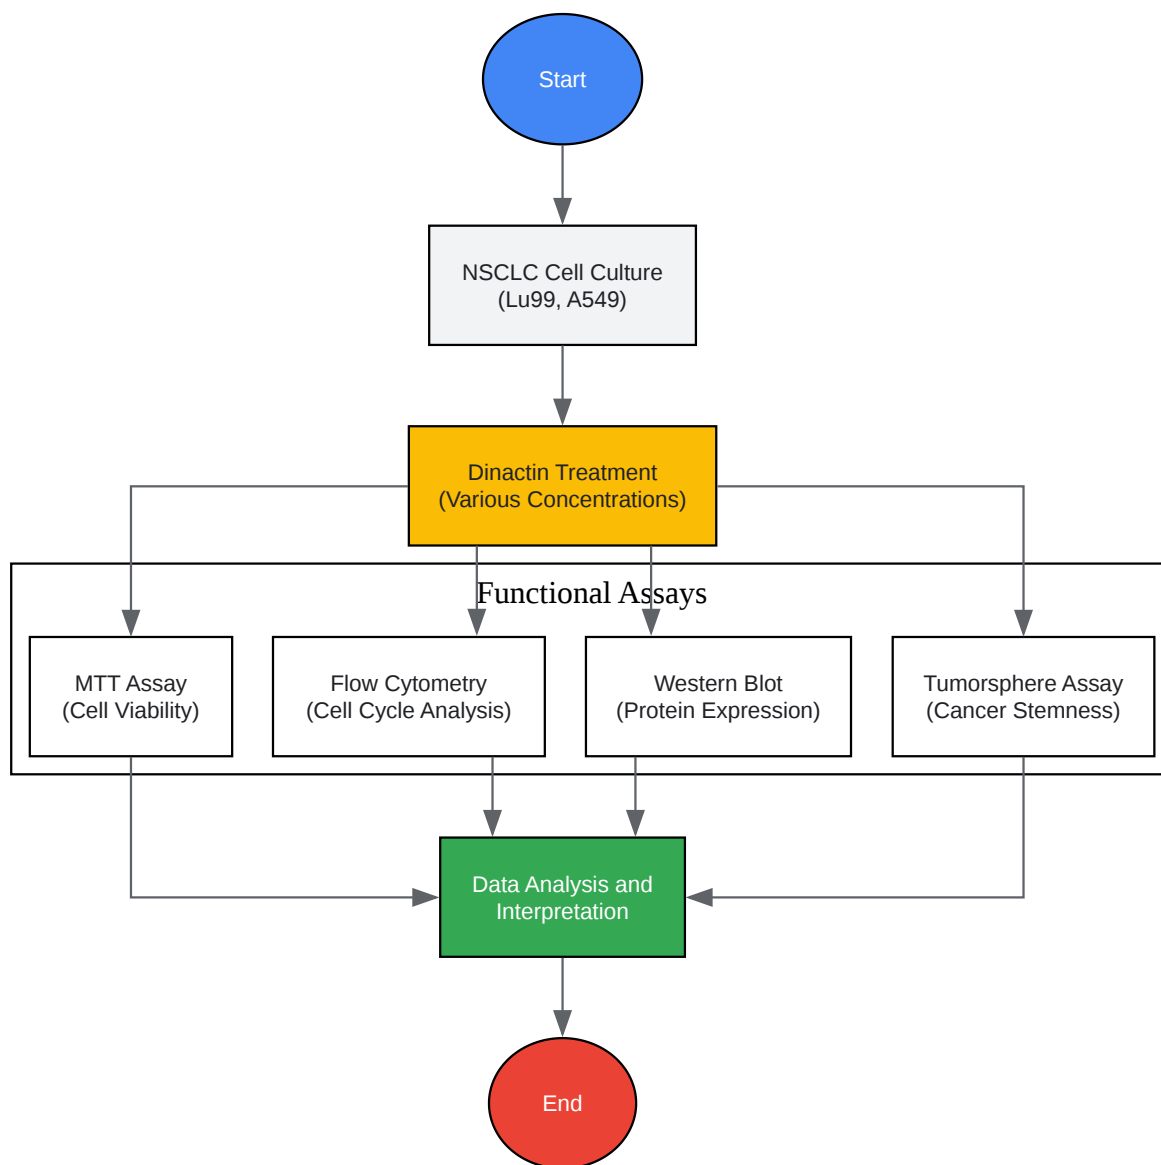 Start
NSCLC Cell Culture
(Lu99, A549)
Dinactin Treatment
(Various Concentrations)
Functional Assays
MTT Assay
(Cell Viability)
Flow Cytometry
(Cell Cycle Analysis)
Western Blot
(Protein Expression)
Tumorsphere Assay
(Cancer Stemness)
Data Analysis and
Interpretation
End